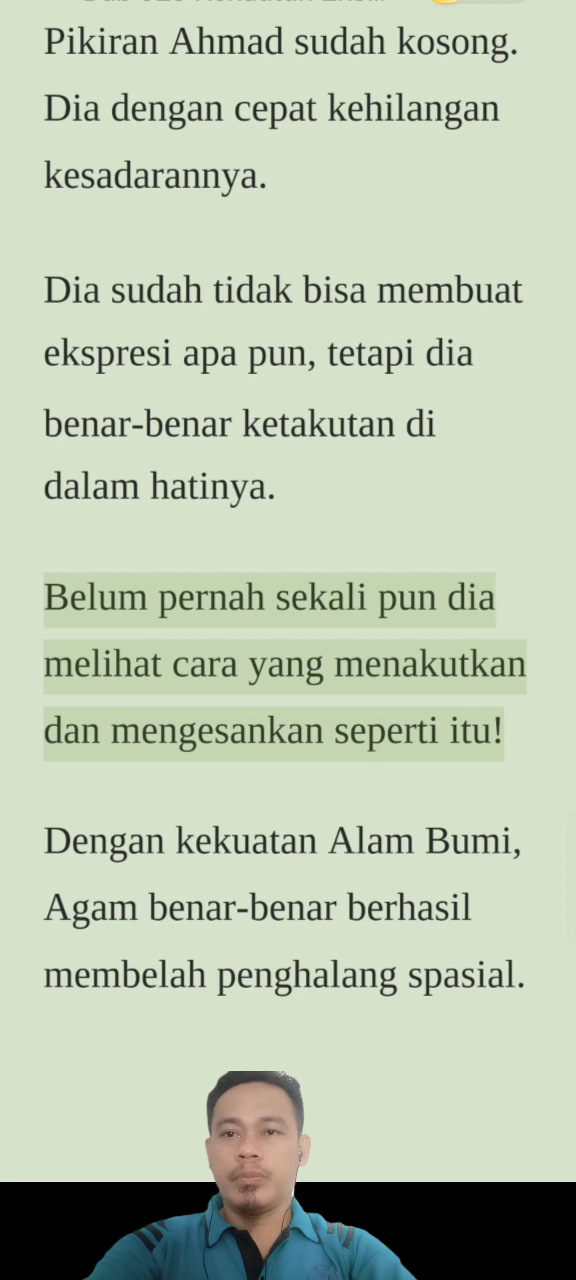 Pikiran Ahmad sudah kosong.
Dia dengan cepat kehilangan
kesadarannya.
Dia sudah tidak bisa membuat
ekspresi apa pun, tetapi dia
benar-benar ketakutan di
dalam hatinya.
Belum pernah sekali pun dia
melihat cara yang menakutkan
dan mengesankan seperti itu!
Dengan kekuatan Alam Bumi,
Agam benar-benar berhasil
membelah penghalang spasial.